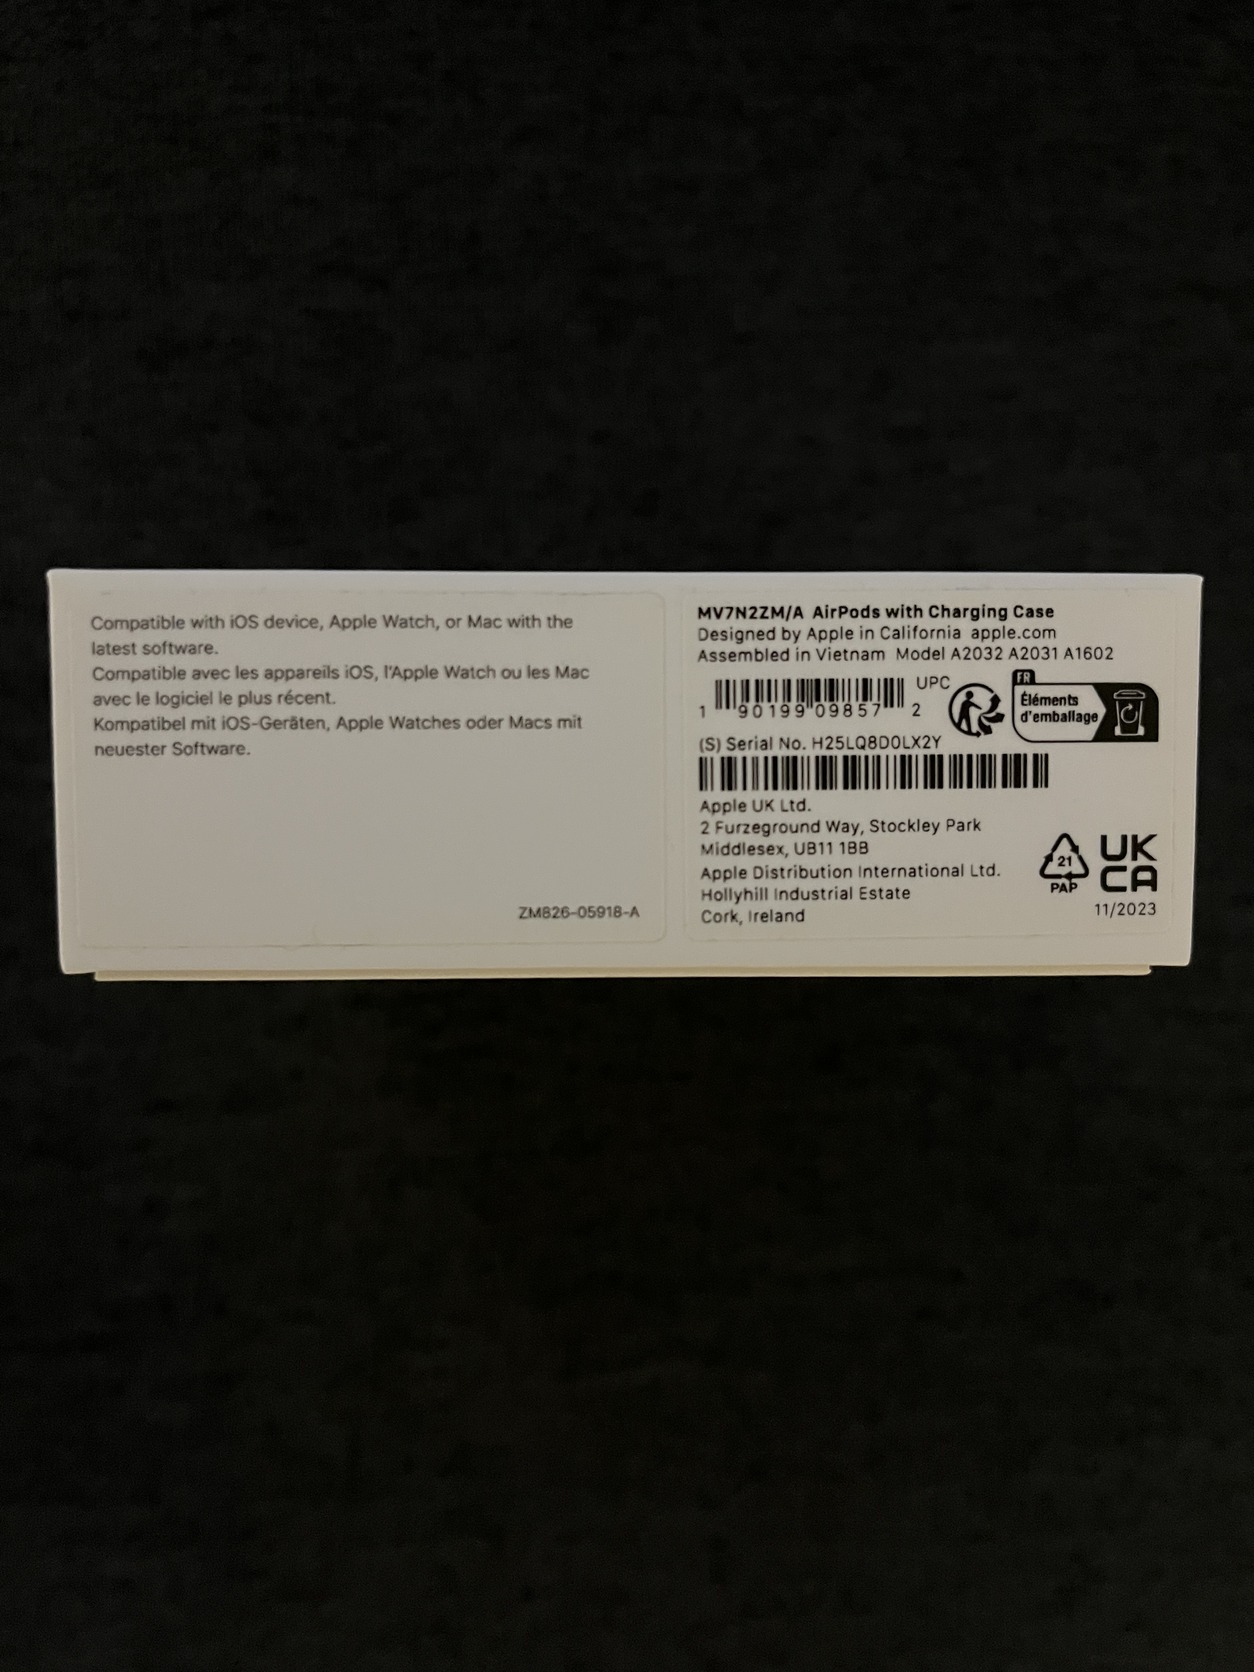 Compatible with iOS device, Apple Watch, or Mac with the
latest software.
Compatible avec les appareils iOS, l'Apple Watch ou les Mac
avec le logiciel le plus récent.
Kompatibel mit iOS-Geräten, Apple Watches oder Macs mit
neuester Software.
ZM826-05918-A
MV7N2ZM/A AirPods with Charging Case
Designed by Apple in California apple.com
Assembled in Vietnam Model A2032 A2031 A1602
UPC
1 90199 09857 2
FR
Éléments
d'emballage
(S) Serial No. H25LQ8D0LX2Y
Apple UK Ltd.
2 Furzeground Way, Stockley Park
Middlesex, UB11 1BB
Apple Distribution International Ltd.
Hollyhill Industrial Estate
Cork, Ireland
21
PAP
UK
CA
11/2023